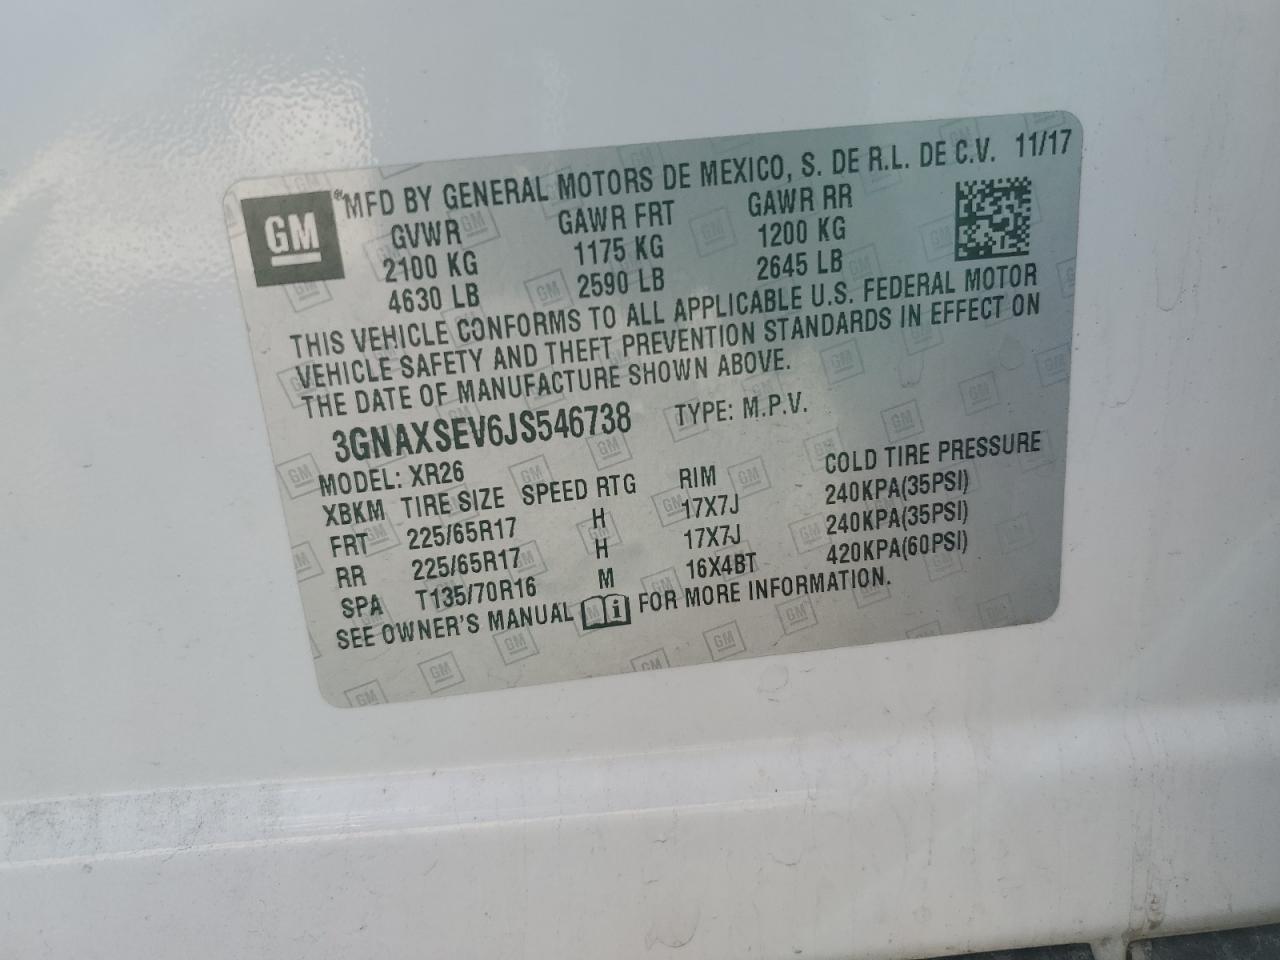 GM
® MFD BY GENERAL MOTORS DE MEXICO, S. DE R.L. DE C.V. 11/17
GVWR GAWR FRT GAWR RR
2100 KG 1175 KG 1200 KG
4630 LB 2590 LB 2645 LB
THIS VEHICLE CONFORMS TO ALL APPLICABLE U.S. FEDERAL MOTOR
VEHICLE SAFETY AND THEFT PREVENTION STANDARDS IN EFFECT ON
THE DATE OF MANUFACTURE SHOWN ABOVE.
3GNAXSEV6JS546738 TYPE: M.P.V.
MODEL: XR26
XBKM TIRE SIZE SPEED RTG RIM COLD TIRE PRESSURE
FRT 225/65R17 H 17X7J 240KPA(35PSI)
RR 225/65R17 H 17X7J 240KPA(35PSI)
SPA T135/70R16 M 16X4BT 420KPA(60PSI)
SEE OWNER'S MANUAL i FOR MORE INFORMATION.